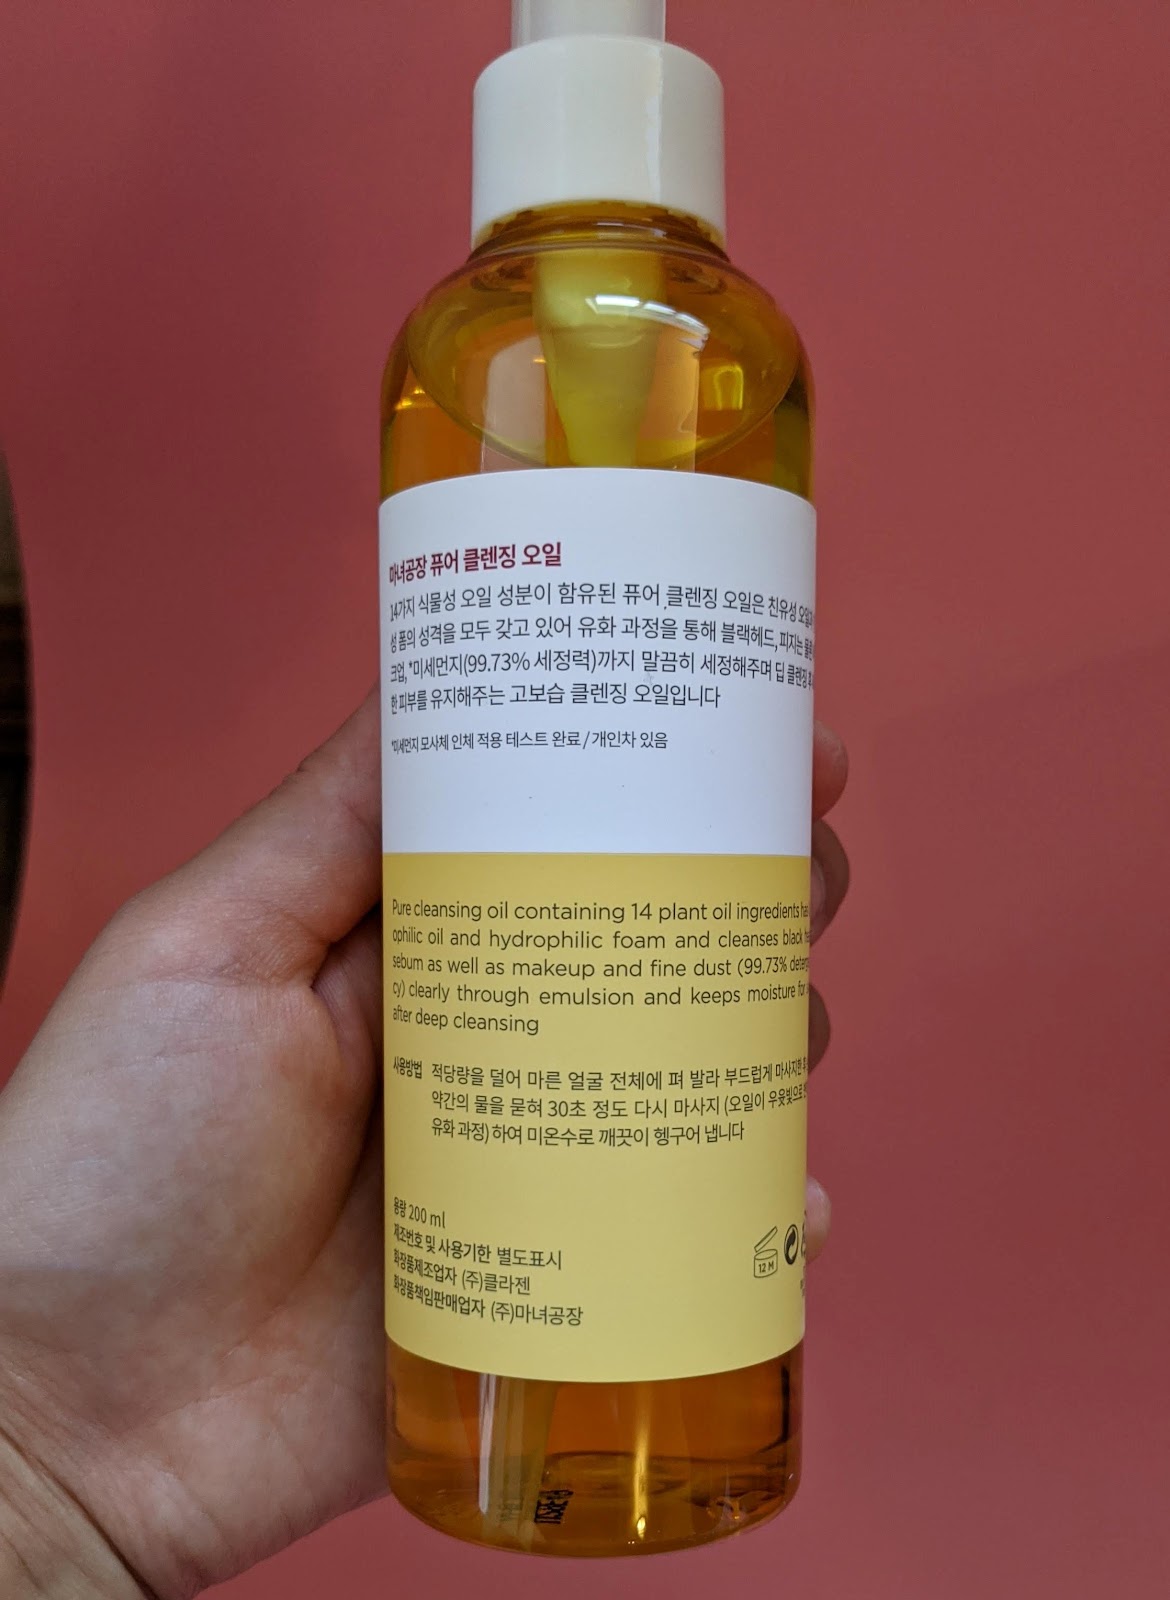 마녀공장 퓨어 클렌징 오일
14가지 식물성 오일 성분이 함유된 퓨어 클렌징 오일은 친유성
성 폼의 성격을 모두 갖고 있어 유화 과정을 통해 블랙헤드, 피지는
크업, *미세먼지(99.73% 세정력)까지 말끔히 세정해주며 딥 클렌징
한 피부를 유지해주는 고보습 클렌징 오일입니다
*미세먼지 모사체 인체 적용 테스트 완료 / 개인차 있음
Pure cleansing oil containing 14 plant oil ingredients
ophilic oil and hydrophilic foam and cleanses black
sebum as well as makeup and fine dust (99.73%
cy) clearly through emulsion and keeps moisture for
after deep cleansing
사용방법 적당량을 덜어 마른 얼굴 전체에 펴 발라 부드럽게 마사지한
약간의 물을 묻혀 30초 정도 다시 마사지 (오일이 우윳빛으로
유화 과정) 하여 미온수로 깨끗이 헹구어 냅니다
용량 200 ml
제조번호 및 사용기한 별도표시
화장품제조업자 (주)클라젠
화장품책임판매업자 (주)마녀공장
12 M